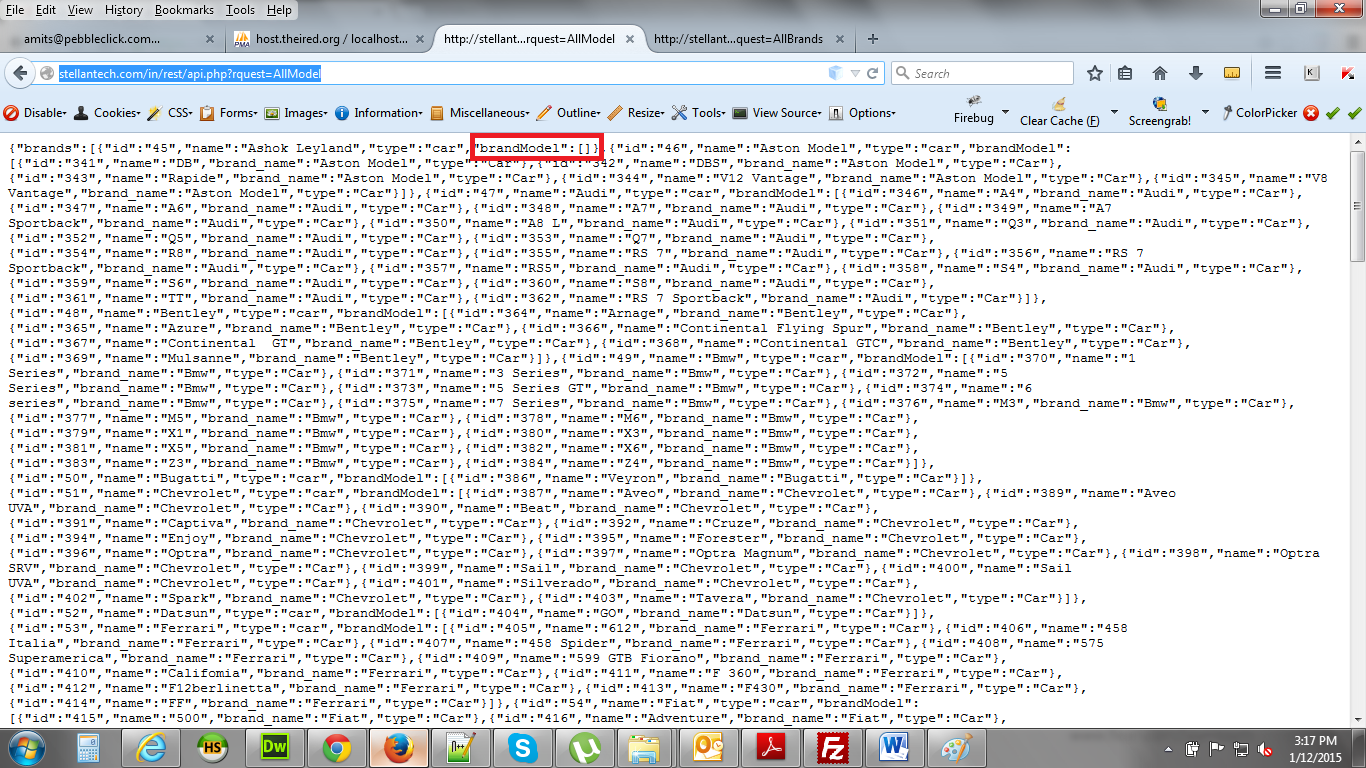 File Edit View History Bookmarks Tools Help
amits@pebbleclick.com... × host.theired.org / localhost... × http://stellant...rquest=AllModel × http://stellant...quest=AllBrands × +
stellantech.com/in/rest/api.php?rquest=AllModel Search
Disable▾ Cookies▾ CSS▾ Forms▾ Images▾ Information▾ Miscellaneous▾ Outline▾ Resize▾ Tools▾ View Source▾ Options▾ Firebug Clear Cache (F) Screengrab! ColorPicker
{"brands":[{"id":"45","name":"Ashok Leyland","type":"car","brandModel":[]},{"id":"46","name":"Aston Model","type":"car","brandModel":
[{"id":"341","name":"DB","brand_name":"Aston Model","type":"Car"},{"id":"342","name":"DBS","brand_name":"Aston Model","type":"Car"},
{"id":"343","name":"Rapide","brand_name":"Aston Model","type":"Car"},{"id":"344","name":"V12 Vantage","brand_name":"Aston Model","type":"Car"},{"id":"345","name":"V8
Vantage","brand_name":"Aston Model","type":"Car"}]},{"id":"47","name":"Audi","type":"car","brandModel":[{"id":"346","name":"A4","brand_name":"Audi","type":"Car"},
{"id":"347","name":"A6","brand_name":"Audi","type":"Car"},{"id":"348","name":"A7","brand_name":"Audi","type":"Car"},{"id":"349","name":"A7
Sportback","brand_name":"Audi","type":"Car"},{"id":"350","name":"A8 L","brand_name":"Audi","type":"Car"},{"id":"351","name":"Q3","brand_name":"Audi","type":"Car"},
{"id":"352","name":"Q5","brand_name":"Audi","type":"Car"},{"id":"353","name":"Q7","brand_name":"Audi","type":"Car"},
{"id":"354","name":"R8","brand_name":"Audi","type":"Car"},{"id":"355","name":"RS 7","brand_name":"Audi","type":"Car"},{"id":"356","name":"RS 7
Sportback","brand_name":"Audi","type":"Car"},{"id":"357","name":"RS5","brand_name":"Audi","type":"Car"},{"id":"358","name":"S4","brand_name":"Audi","type":"Car"},
{"id":"359","name":"S6","brand_name":"Audi","type":"Car"},{"id":"360","name":"S8","brand_name":"Audi","type":"Car"},
{"id":"361","name":"TT","brand_name":"Audi","type":"Car"},{"id":"362","name":"RS 7 Sportback","brand_name":"Audi","type":"Car"}]},
{"id":"48","name":"Bentley","type":"car","brandModel":[{"id":"364","name":"Arnage","brand_name":"Bentley","type":"Car"},
{"id":"365","name":"Azure","brand_name":"Bentley","type":"Car"},{"id":"366","name":"Continental Flying Spur","brand_name":"Bentley","type":"Car"},
{"id":"367","name":"Continental  GT","brand_name":"Bentley","type":"Car"},{"id":"368","name":"Continental GTC","brand_name":"Bentley","type":"Car"},
{"id":"369","name":"Mulsanne","brand_name":"Bentley","type":"Car"}]},{"id":"49","name":"Bmw","type":"car","brandModel":[{"id":"370","name":"1
Series","brand_name":"Bmw","type":"Car"},{"id":"371","name":"3 Series","brand_name":"Bmw","type":"Car"},{"id":"372","name":"5
Series","brand_name":"Bmw","type":"Car"},{"id":"373","name":"5 Series GT","brand_name":"Bmw","type":"Car"},{"id":"374","name":"6
series","brand_name":"Bmw","type":"Car"},{"id":"375","name":"7 Series","brand_name":"Bmw","type":"Car"},{"id":"376","name":"M3","brand_name":"Bmw","type":"Car"},
{"id":"377","name":"M5","brand_name":"Bmw","type":"Car"},{"id":"378","name":"M6","brand_name":"Bmw","type":"Car"},
{"id":"379","name":"X1","brand_name":"Bmw","type":"Car"},{"id":"380","name":"X3","brand_name":"Bmw","type":"Car"},
{"id":"381","name":"X5","brand_name":"Bmw","type":"Car"},{"id":"382","name":"X6","brand_name":"Bmw","type":"Car"},
{"id":"383","name":"Z3","brand_name":"Bmw","type":"Car"},{"id":"384","name":"Z4","brand_name":"Bmw","type":"Car"}]},
{"id":"50","name":"Bugatti","type":"car","brandModel":[{"id":"386","name":"Veyron","brand_name":"Bugatti","type":"Car"}]},
{"id":"51","name":"Chevrolet","type":"car","brandModel":[{"id":"387","name":"Aveo","brand_name":"Chevrolet","type":"Car"},{"id":"389","name":"Aveo
UVA","brand_name":"Chevrolet","type":"Car"},{"id":"390","name":"Beat","brand_name":"Chevrolet","type":"Car"},
{"id":"391","name":"Captiva","brand_name":"Chevrolet","type":"Car"},{"id":"392","name":"Cruze","brand_name":"Chevrolet","type":"Car"},
{"id":"394","name":"Enjoy","brand_name":"Chevrolet","type":"Car"},{"id":"395","name":"Forester","brand_name":"Chevrolet","type":"Car"},
{"id":"396","name":"Optra","brand_name":"Chevrolet","type":"Car"},{"id":"397","name":"Optra Magnum","brand_name":"Chevrolet","type":"Car"},{"id":"398","name":"Optra
SRV","brand_name":"Chevrolet","type":"Car"},{"id":"399","name":"Sail","brand_name":"Chevrolet","type":"Car"},{"id":"400","name":"Sail
UVA","brand_name":"Chevrolet","type":"Car"},{"id":"401","name":"Silverado","brand_name":"Chevrolet","type":"Car"},
{"id":"402","name":"Spark","brand_name":"Chevrolet","type":"Car"},{"id":"403","name":"Tavera","brand_name":"Chevrolet","type":"Car"}]},
{"id":"52","name":"Datsun","type":"car","brandModel":[{"id":"404","name":"GO","brand_name":"Datsun","type":"Car"}]},
{"id":"53","name":"Ferrari","type":"car","brandModel":[{"id":"405","name":"612","brand_name":"Ferrari","type":"Car"},{"id":"406","name":"458
Italia","brand_name":"Ferrari","type":"Car"},{"id":"407","name":"458 Spider","brand_name":"Ferrari","type":"Car"},{"id":"408","name":"575
Superamerica","brand_name":"Ferrari","type":"Car"},{"id":"409","name":"599 GTB Fiorano","brand_name":"Ferrari","type":"Car"},
{"id":"410","name":"Califomia","brand_name":"Ferrari","type":"Car"},{"id":"411","name":"F 360","brand_name":"Ferrari","type":"Car"},
{"id":"412","name":"F12berlinetta","brand_name":"Ferrari","type":"Car"},{"id":"413","name":"F430","brand_name":"Ferrari","type":"Car"},
{"id":"414","name":"FF","brand_name":"Ferrari","type":"Car"}]},{"id":"54","name":"Fiat","type":"car","brandModel":
[{"id":"415","name":"500","brand_name":"Fiat","type":"Car"},{"id":"416","name":"Adventure","brand_name":"Fiat","type":"Car"},
3:17 PM
1/12/2015